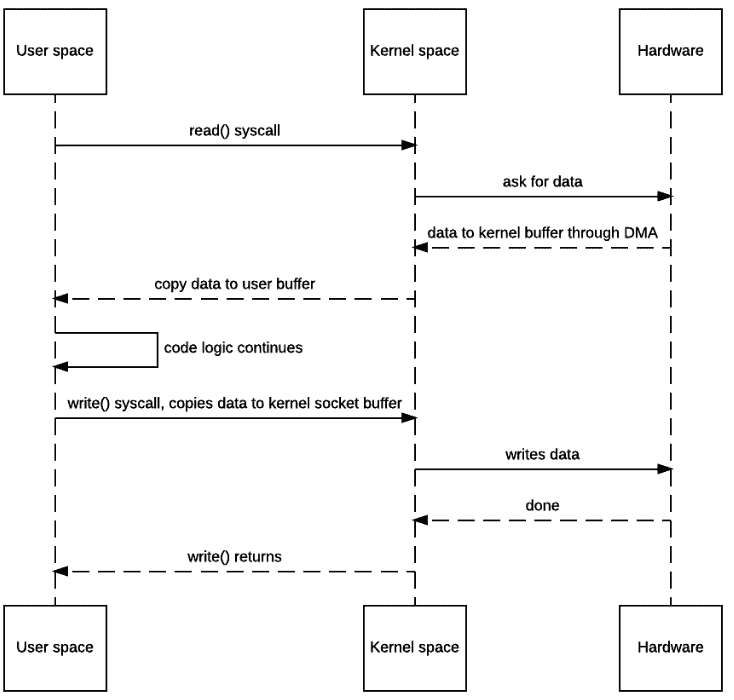 User space
Kernel space
Hardware
read() syscall
ask for data
data to kernel buffer through DMA
copy data to user buffer
code logic continues
write() syscall, copies data to kernel socket buffer
writes data
done
write() returns
User space
Kernel space
Hardware